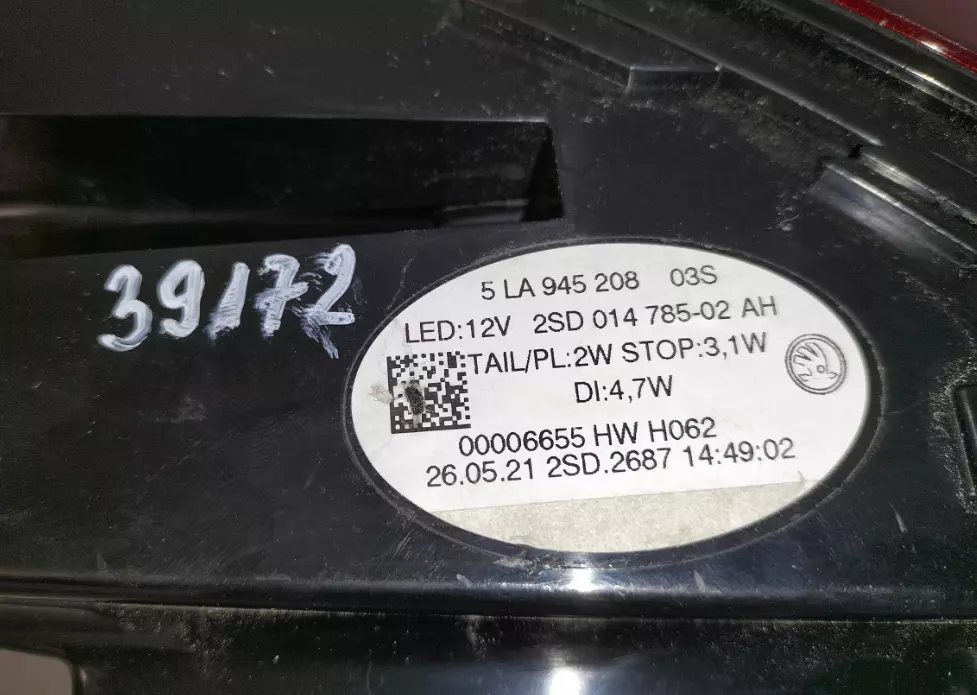 39172
5 LA 945 208 03S
LED:12V 2SD 014 785-02 AH
TAIL/PL:2W STOP:3,1W
DI:4,7W
00006655 HW H062
26.05.21 2SD.2687 14:49:02